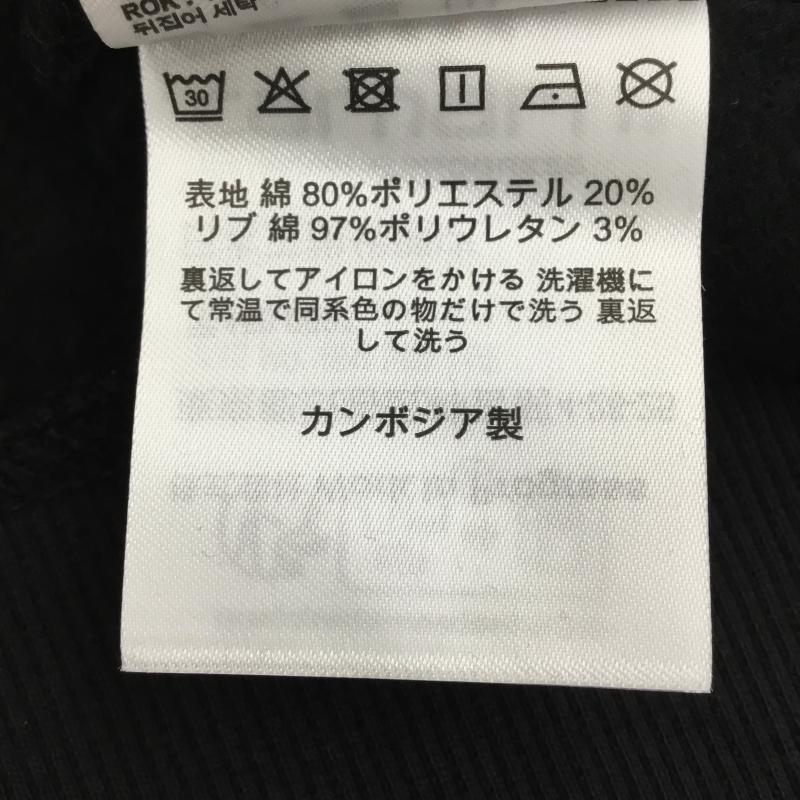 ROK :
뒤집어 세탁
30
表地 綿 80%ポリエステル 20%
リブ 綿 97%ポリウレタン 3%
裏返してアイロンをかける 洗濯機に
て常温で同系色の物だけで洗う 裏返
して洗う
カンボジア製